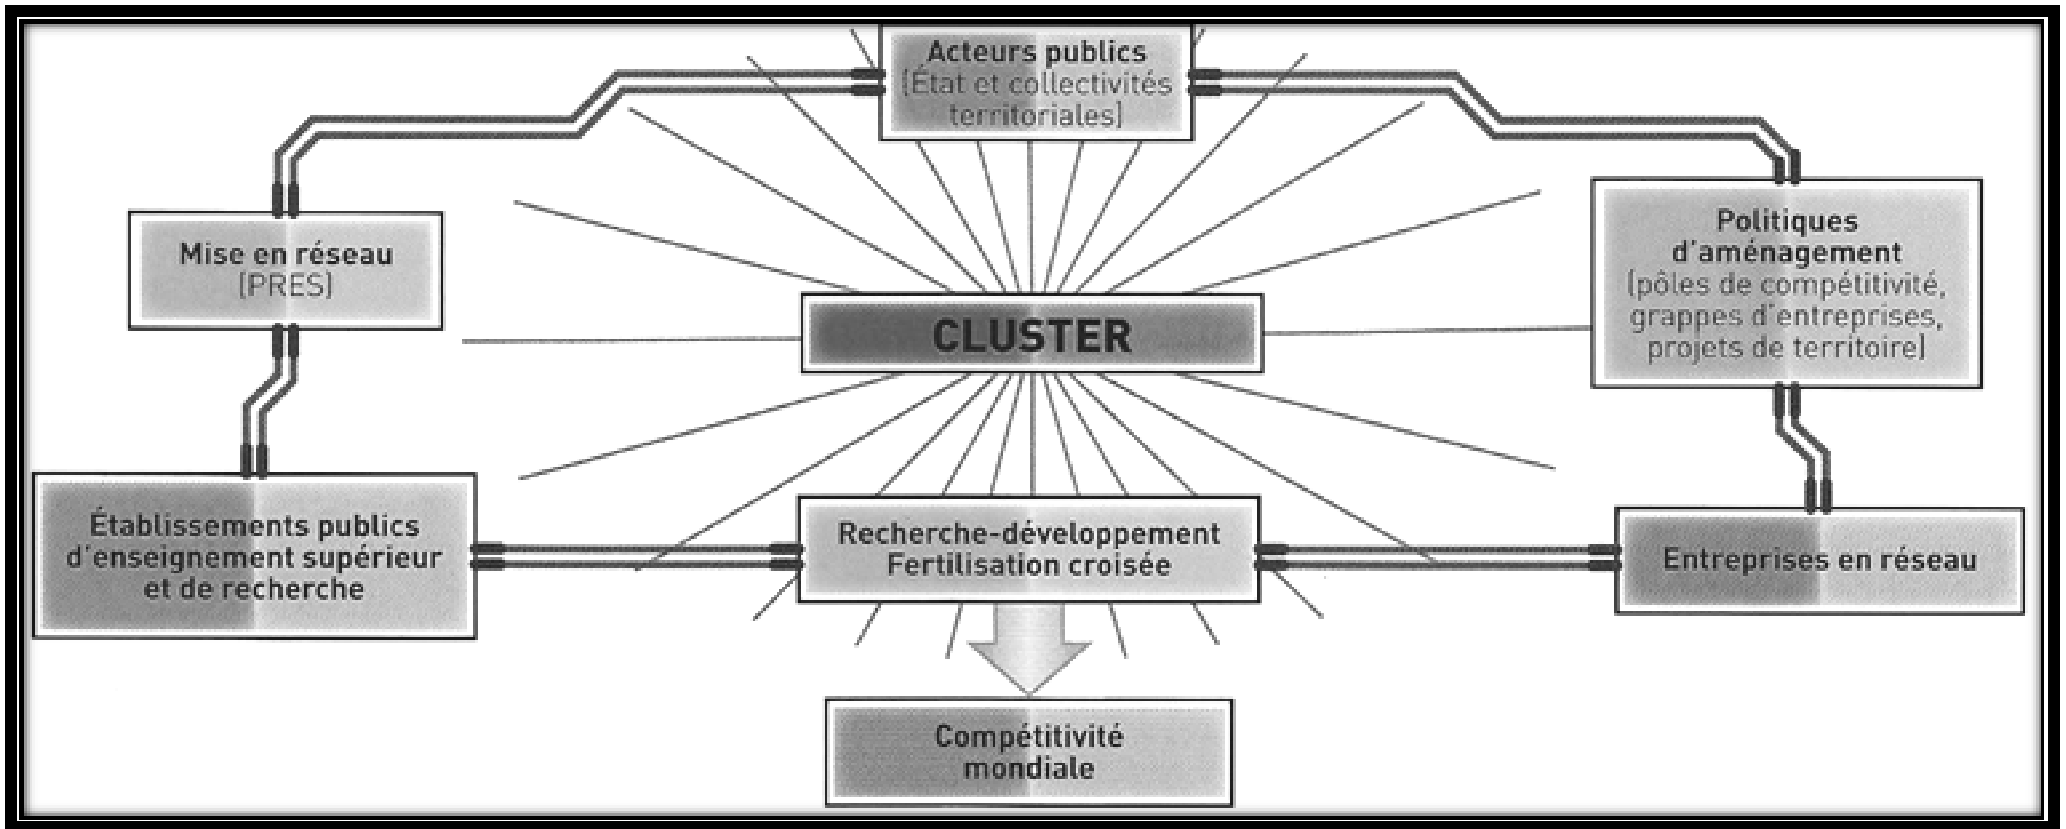 Acteurs publics
(État et collectivités
territoriales)
Mise en réseau
(PRES)
Politiques
d'aménagement
(pôles de compétitivité,
grappes d'entreprises,
projets de territoire)
CLUSTER
Établissements publics
d'enseignement supérieur
et de recherche
Recherche-développement
Fertilisation croisée
Entreprises en réseau
Compétitivité
mondiale